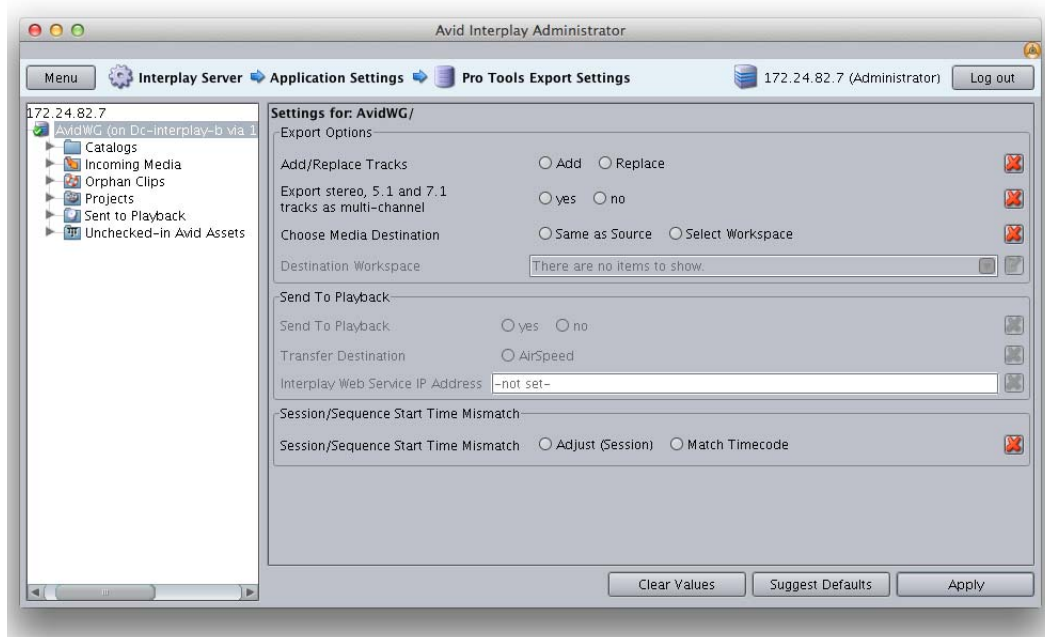 Avid Interplay Administrator
Menu Interplay Server Application Settings Pro Tools Export Settings 172.24.82.7 (Administrator) Log out
172.24.82.7
AvidWG (on Dc-interplay-b via 1
Catalogs
Incoming Media
Orphan Clips
Projects
Sent to Playback
Unchecked-in Avid Assets
Settings for: AvidWG/
Export Options
Add/Replace Tracks Add Replace
Export stereo, 5.1 and 7.1
tracks as multi-channel yes no
Choose Media Destination Same as Source Select Workspace
Destination Workspace There are no items to show.
Send To Playback
Send To Playback yes no
Transfer Destination AirSpeed
Interplay Web Service IP Address -not set-
Session/Sequence Start Time Mismatch
Session/Sequence Start Time Mismatch Adjust (Session) Match Timecode
Clear Values Suggest Defaults Apply